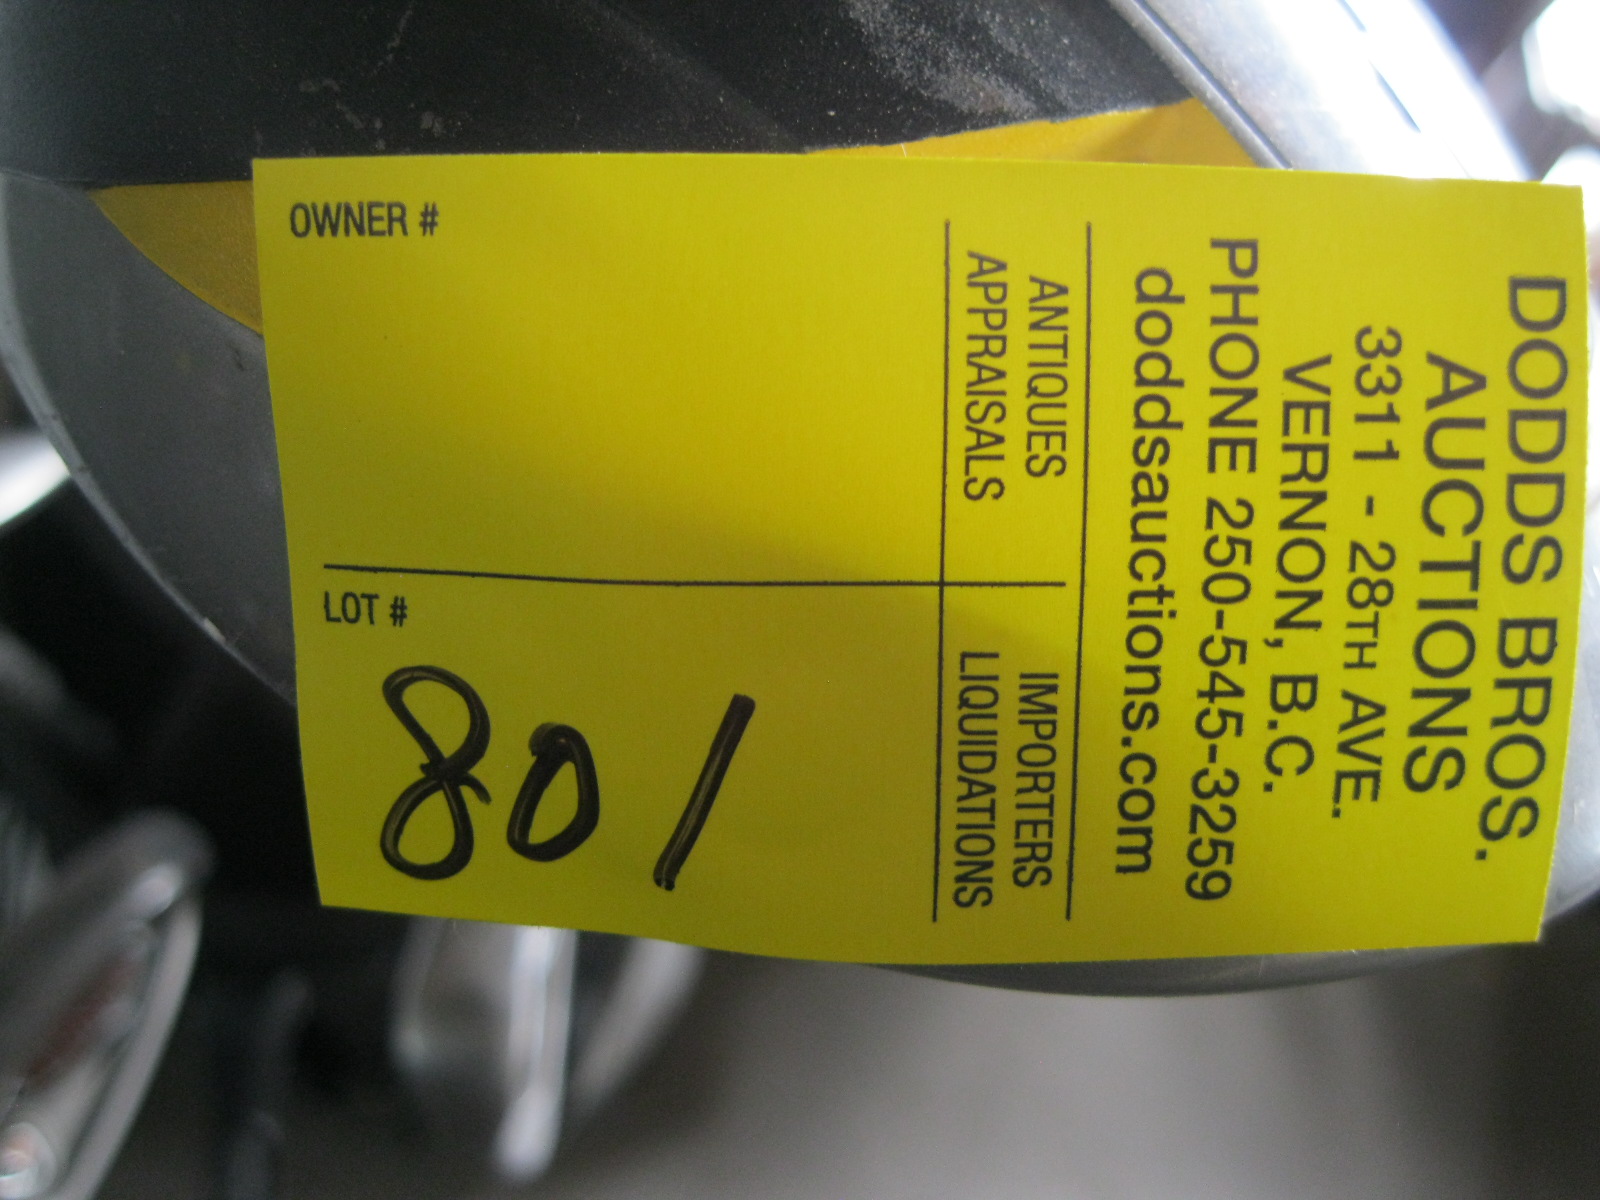 DODDS BROS.
AUCTIONS
3311 - 28TH AVE.
VERNON, B.C.
PHONE 250-545-3259
doddsauctions.com
ANTIQUES
APPRAISALS
IMPORTERS
LIQUIDATIONS
OWNER #
LOT #
801